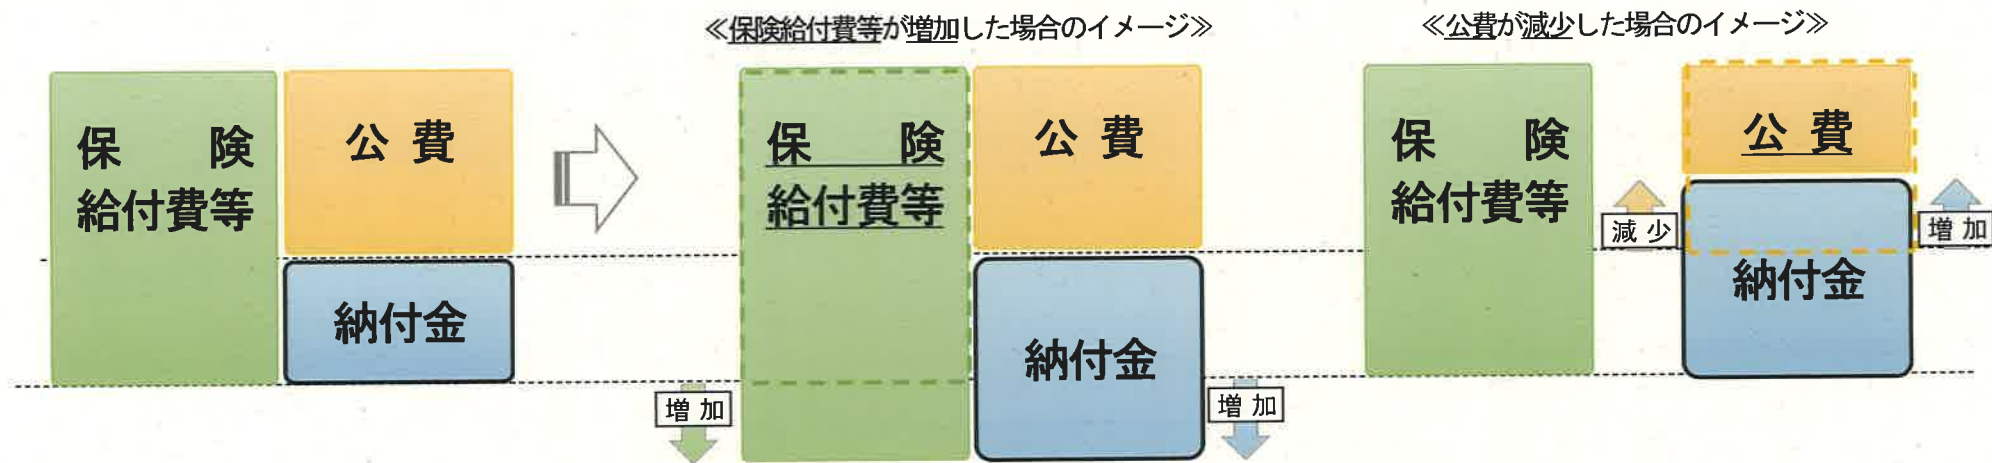 ≪保険給付費等が増加した場合のイメージ≫
≪公費が減少した場合のイメージ≫
保　険
給付費等
公 費
納付金
保　険
給付費等
公 費
納付金
増 加
増 加
保　険
給付費等
公 費
納付金
減 少
増 加